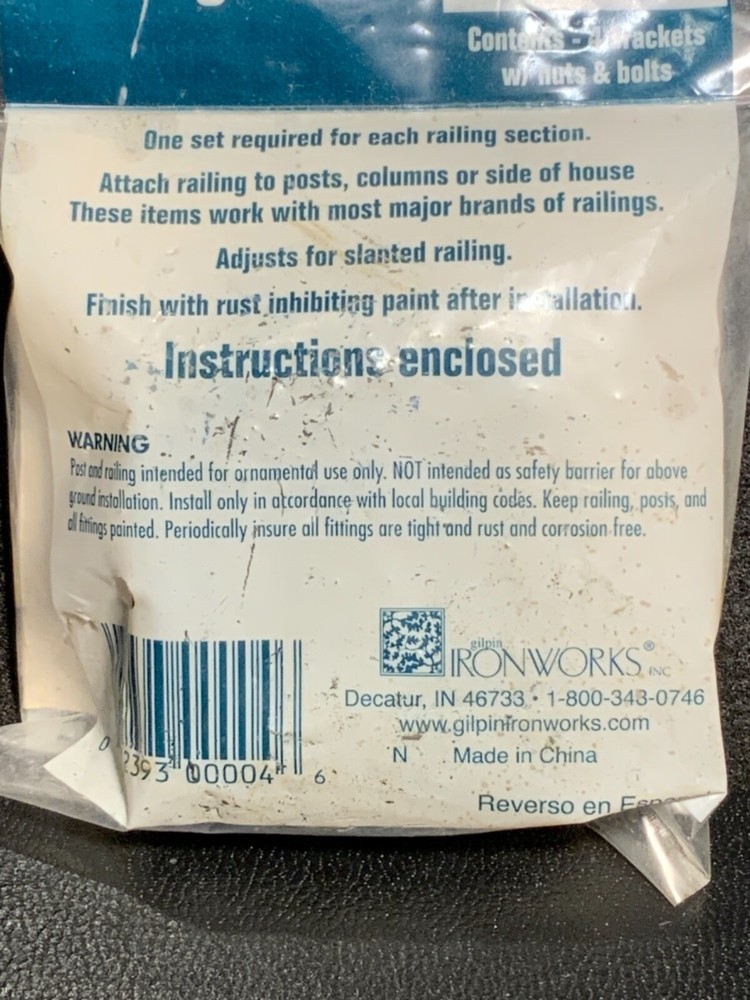 Contains - 4 Brackets
w/ nuts & bolts
One set required for each railing section.
Attach railing to posts, columns or side of house
These items work with most major brands of railings.
Adjusts for slanted railing.
Finish with rust inhibiting paint after installation.
Instructions enclosed
WARNING
Post and railing intended for ornamental use only. NOT intended as safety barrier for above
ground installation. Install only in accordance with local building codes. Keep railing, posts, and
all fittings painted. Periodically insure all fittings are tight and rust and corrosion free.
gilpin
IRONWORKS® INC
Decatur, IN 46733 • 1-800-343-0746
www.gilpinironworks.com
N Made in China
0 2393 00004 6
Reverso en